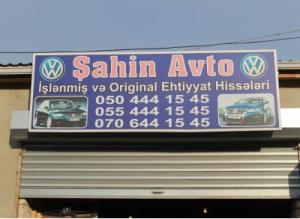 Şahin Avto
İşlənmiş və Original Ehtiyyat Hissələri
050 444 15 45
055 444 15 45
070 644 15 45